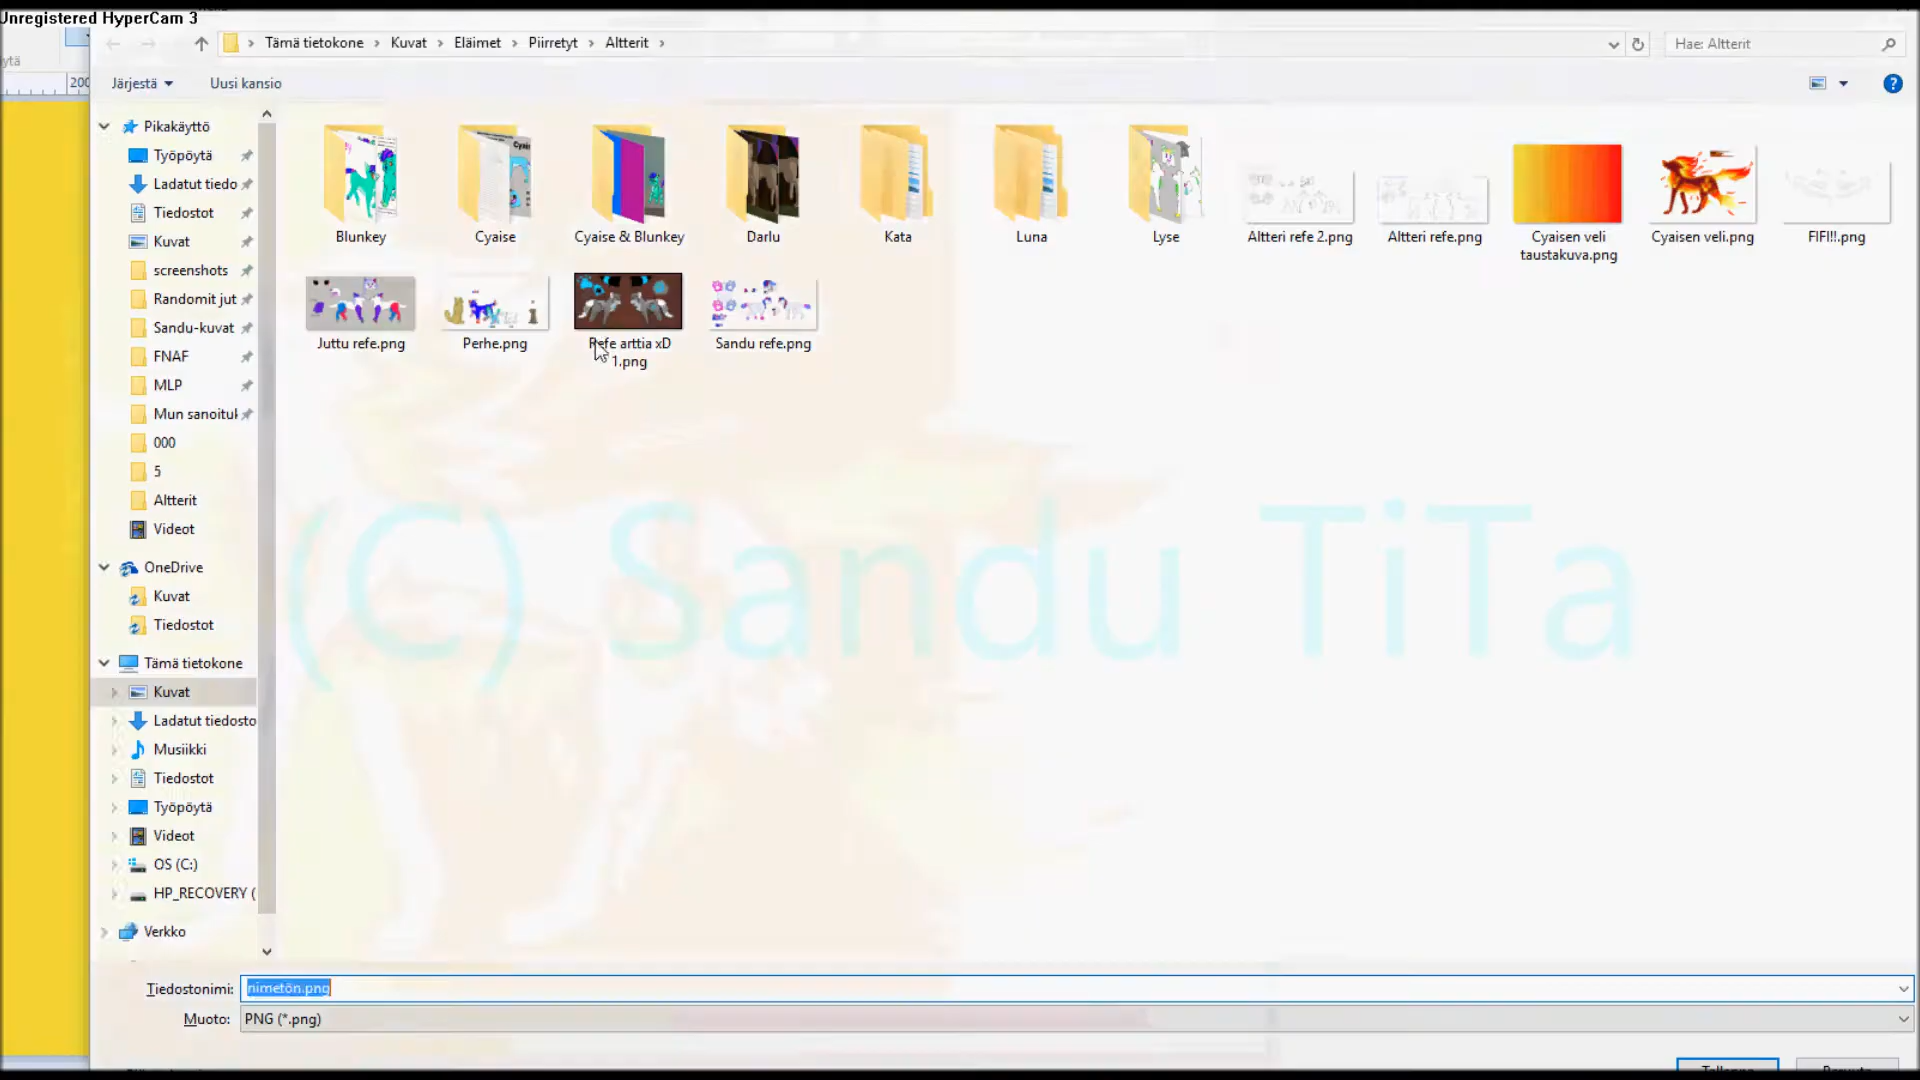 Unregistered HyperCam 3
Tämä tietokone > Kuvat > Eläimet > Piirretyt > Altterit >
Hae: Altterit
ytä
200
Järjestä
Uusi kansio
Pikakäyttö
Työpöytä
Ladatut tiedo
Tiedostot
Kuvat
screenshots
Randomit jut
Sandu-kuvat
FNAF
MLP
Mun sanoituk
000
5
Altterit
Videot
OneDrive
Kuvat
Tiedostot
Tämä tietokone
Kuvat
Ladatut tiedosto
Musiikki
Tiedostot
Työpöytä
Videot
OS (C:)
HP_RECOVERY (
Verkko
Blunkey
Cyaise
Cyaise & Blunkey
Darlu
Kata
Luna
Lyse
Altteri refe 2.png
Altteri refe.png
Cyaisen veli
taustakuva.png
Cyaisen veli.png
FIFI!!.png
Juttu refe.png
Perhe.png
Refe arttia xD
1.png
Sandu refe.png
(C) Sandu TiTa
Tiedostonimi:
nimetön.png
Muoto:
PNG (*.png)